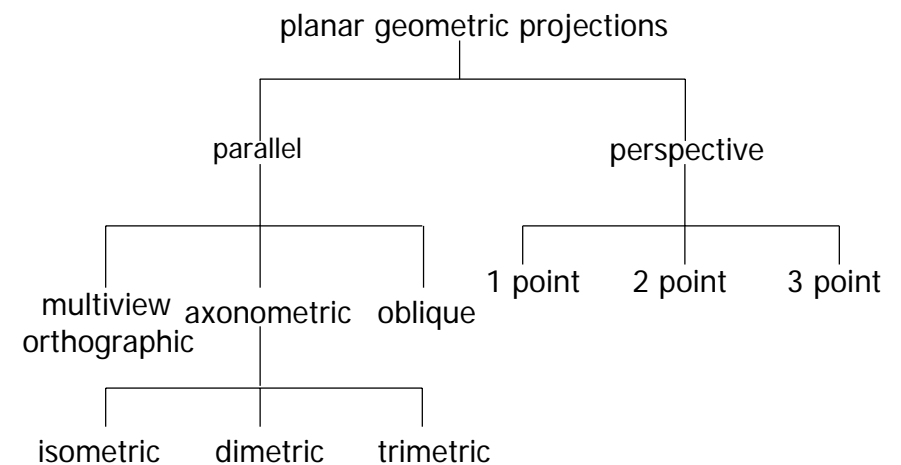 planar geometric projections
parallel
perspective
multiview
orthographic
axonometric
oblique
1 point
2 point
3 point
isometric
dimetric
trimetric